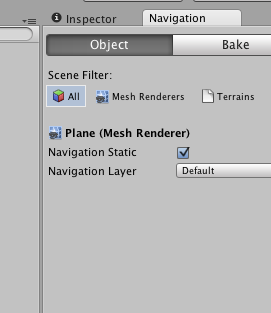 Inspector Navigation
Object Bake
Scene Filter:
All Mesh Renderers Terrains
Plane (Mesh Renderer)
Navigation Static
Navigation Layer Default